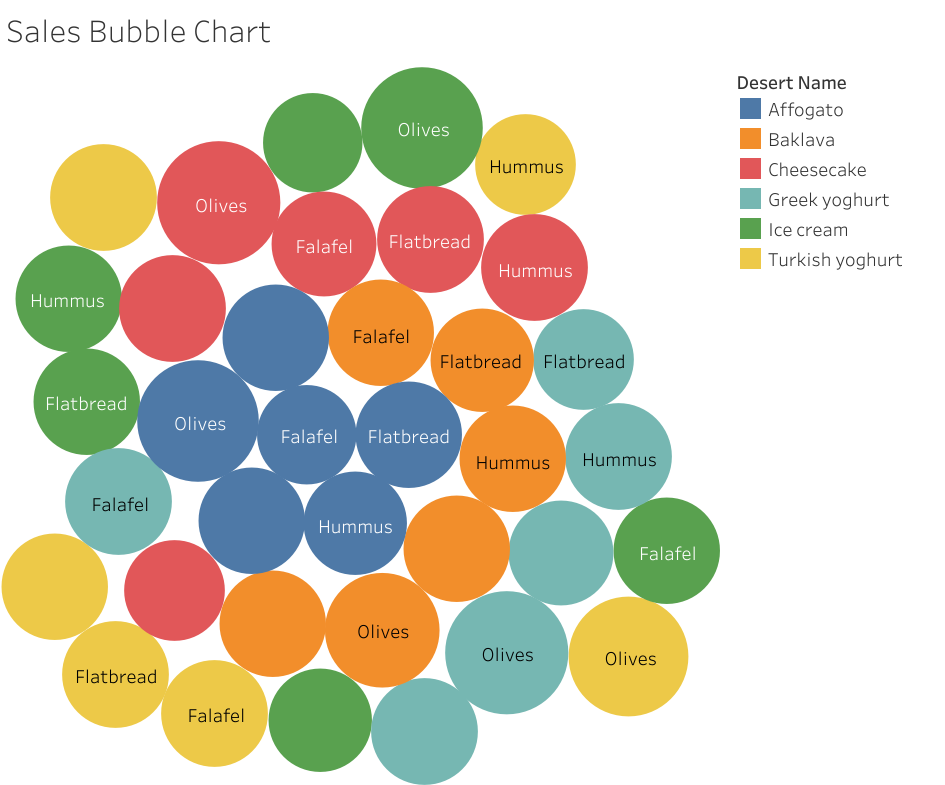 Sales Bubble Chart
Desert Name
Affogato
Baklava
Cheesecake
Greek yoghurt
Ice cream
Turkish yoghurt
Olives
Hummus
Olives
Falafel
Flatbread
Hummus
Hummus
Falafel
Flatbread
Flatbread
Flatbread
Olives
Falafel
Flatbread
Hummus
Hummus
Falafel
Hummus
Falafel
Olives
Olives
Olives
Flatbread
Falafel